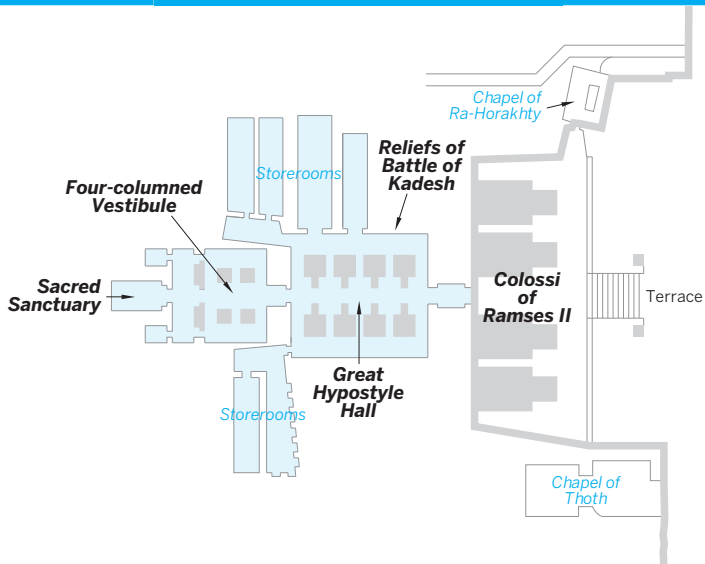 Chapel of
Ra-Horakhty
Reliefs of
Battle of
Kadesh
Storerooms
Four-columned
Vestibule
Sacred
Sanctuary
Colossi
of
Ramses II
Terrace
Great
Hypostyle
Hall
Storerooms
Chapel of
Thoth